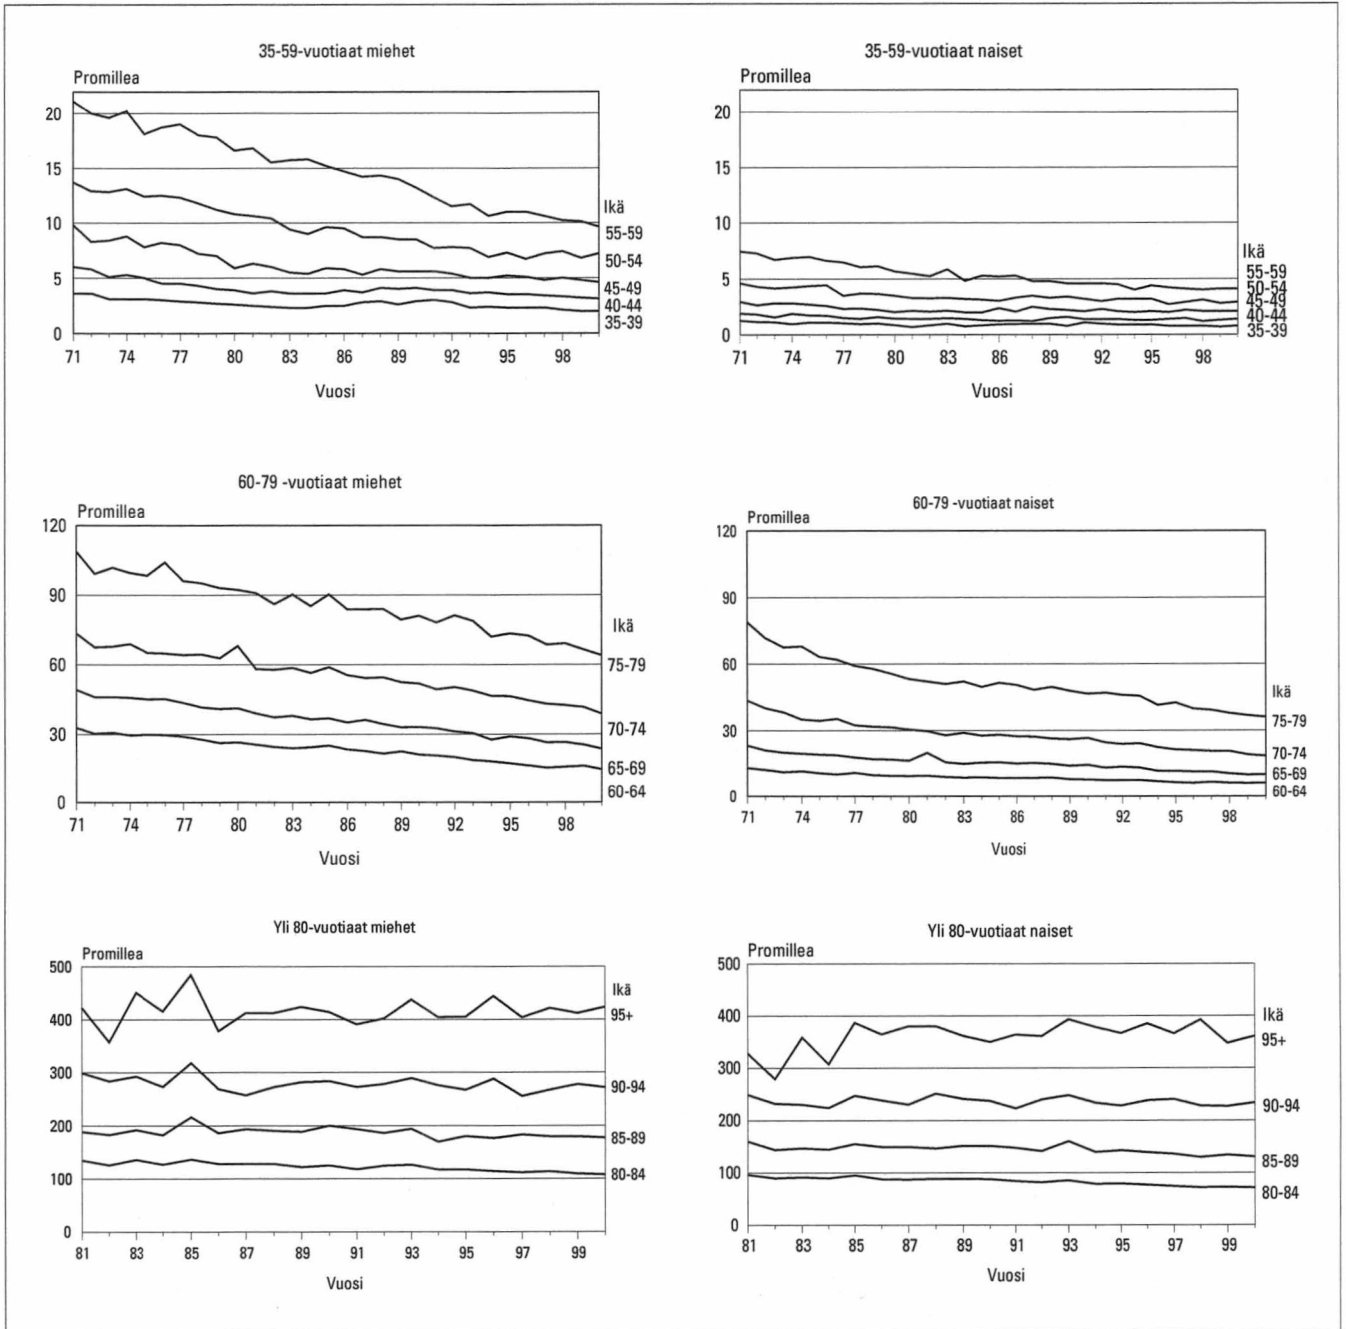 35-59-vuotiaat miehet
Promillea
20
15
10
5
0
71 74 77 80 83 86 89 92 95 98
Vuosi
Ikä
55-59
50-54
45-49
40-44
35-39
35-59-vuotiaat naiset
Promillea
20
15
10
5
0
71 74 77 80 83 86 89 92 95 98
Vuosi
Ikä
55-59
50-54
45-49
40-44
35-39
60-79 -vuotiaat miehet
Promillea
120
90
60
30
0
71 74 77 80 83 86 89 92 95 98
Vuosi
Ikä
75-79
70-74
65-69
60-64
60-79 -vuotiaat naiset
Promillea
120
90
60
30
0
71 74 77 80 83 86 89 92 95 98
Vuosi
Ikä
75-79
70-74
65-69
60-64
Yli 80-vuotiaat miehet
Promillea
500
400
300
200
100
0
81 83 85 87 89 91 93 95 97 99
Vuosi
Ikä
95+
90-94
85-89
80-84
Yli 80-vuotiaat naiset
Promillea
500
400
300
200
100
0
81 83 85 87 89 91 93 95 97 99
Vuosi
Ikä
95+
90-94
85-89
80-84